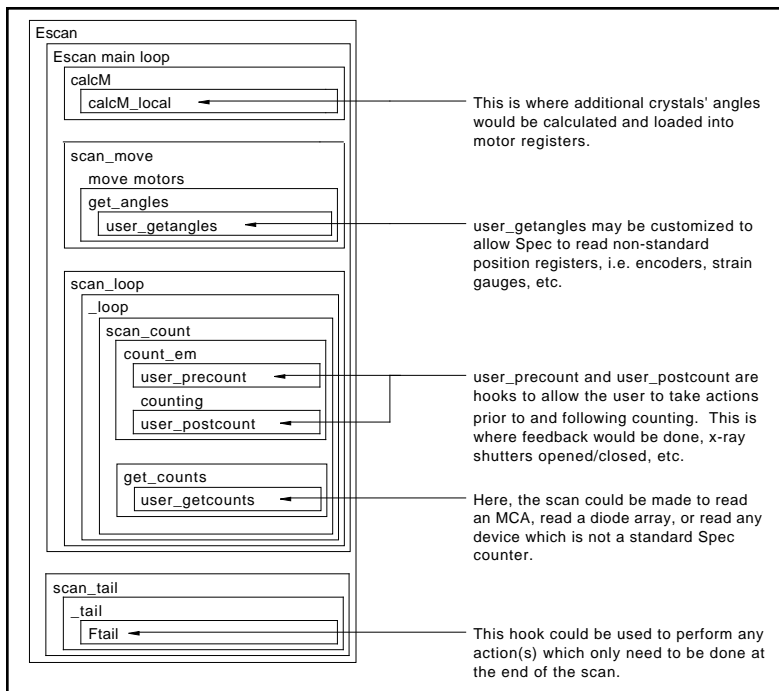 Escan
Escan main loop
calcM
calcM_local
This is where additional crystals' angles
would be calculated and loaded into
motor registers.
scan_move
move motors
get_angles
user_getangles
user_getangles may be customized to
allow Spec to read non-standard
position registers, i.e. encoders, strain
gauges, etc.
scan_loop
_loop
scan_count
count_em
user_precount
counting
user_postcount
user_precount and user_postcount are
hooks to allow the user to take actions
prior to and following counting.  This is
where feedback would be done, x-ray
shutters opened/closed, etc.
get_counts
user_getcounts
Here, the scan could be made to read
an MCA, read a diode array, or read any
device which is not a standard Spec
counter.
scan_tail
_tail
Ftail
This hook could be used to perform any
action(s) which only need to be done at
the end of the scan.